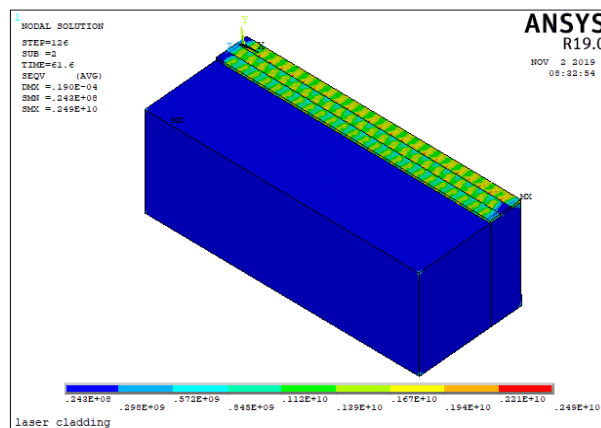 1
NODAL SOLUTION
STEP=126
SUB =2
TIME=61.6
SEQV (AVG)
DMX =.190E-04
SMN =.243E+08
SMX =.249E+10
ANSYS
R19.0
NOV 2 2019
08:32:54
Y
X
MN
MX
.243E+08 .572E+09 .112E+10 .167E+10 .221E+10
.298E+09 .845E+09 .139E+10 .194E+10 .249E+10
laser cladding